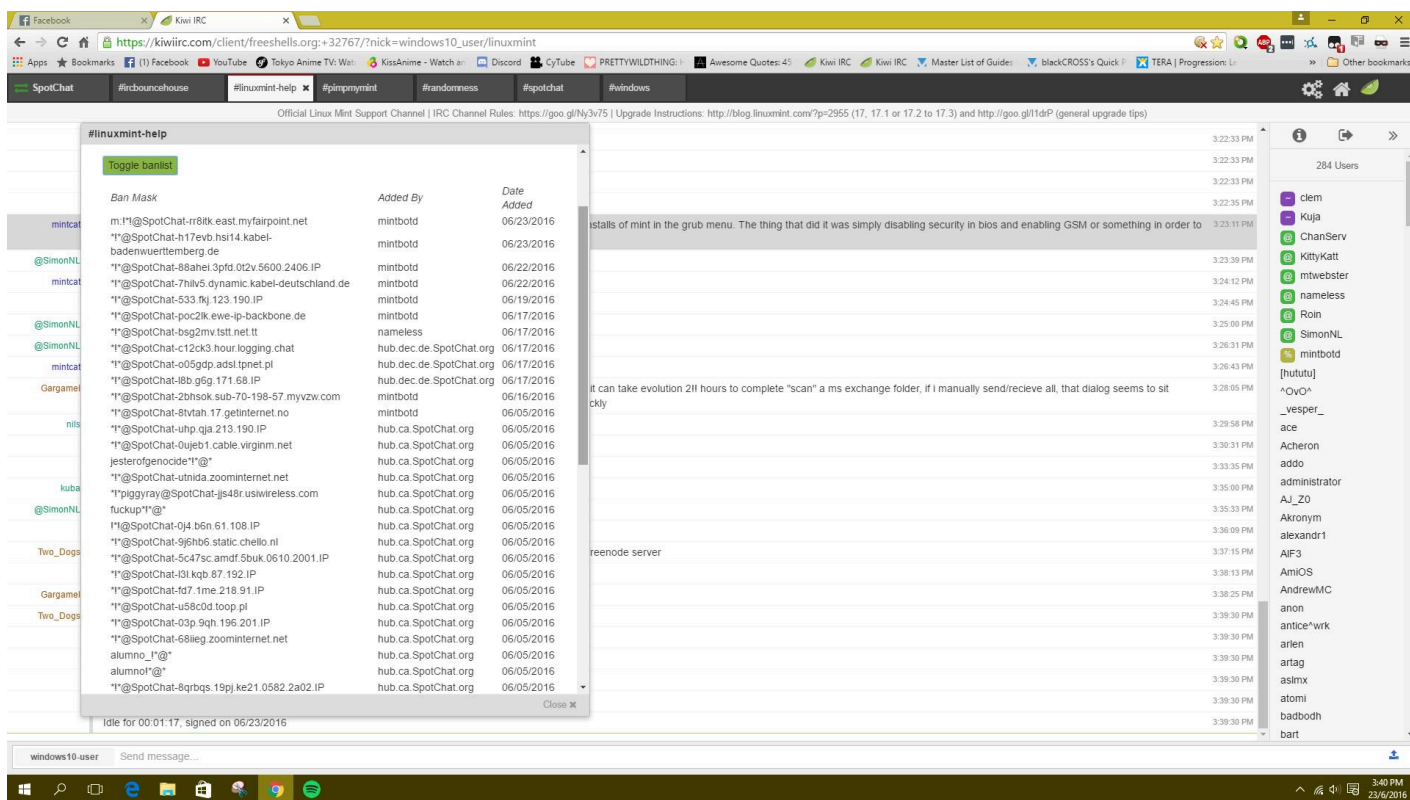 Facebook
Kiwi IRC
https://kiwiirc.com/client/freeshells.org:+32767/?nick=windows10_user/linuxmint
Apps Bookmarks (1) Facebook YouTube Tokyo Anime TV: Wat KissAnime - Watch an Discord CyTube PRETTYWILDTHING: H Awesome Quotes: 45 Kiwi IRC Kiwi IRC Master List of Guides blackCROSS's Quick P TERA | Progression: Le » Other bookmarks
SpotChat #ircbouncehouse #linuxmint-help #pimpmymint #randomness #spotchat #windows
Official Linux Mint Support Channel | IRC Channel Rules: https://goo.gl/Ny3v75 | Upgrade Instructions: http://blog.linuxmint.com/?p=2955 (17, 17.1 or 17.2 to 17.3) and http://goo.gl/l1drP (general upgrade tips)
#linuxmint-help
Toggle banlist
Ban Mask Added By Date Added
m:!*!@SpotChat-rr8itk.east.myfairpoint.net mintbotd 06/23/2016
*!*@SpotChat-h17evb.hsi14.kabel-badenwuerttemberg.de mintbotd 06/23/2016
*!*@SpotChat-88ahei.3pfd.0t2v.5600.2406.IP mintbotd 06/22/2016
*!*@SpotChat-7hilv5.dynamic.kabel-deutschland.de mintbotd 06/22/2016
*!*@SpotChat-533.fkj.123.190.IP mintbotd 06/19/2016
*!*@SpotChat-poc2lk.ewe-ip-backbone.de mintbotd 06/17/2016
*!*@SpotChat-bsg2mv.tstt.net.tt nameless 06/17/2016
*!*@SpotChat-c12ck3.hour.logging.chat hub.dec.de.SpotChat.org 06/17/2016
*!*@SpotChat-o05gdp.adsl.tpnet.pl hub.dec.de.SpotChat.org 06/17/2016
*!*@SpotChat-l8b.g6g.171.68.IP hub.dec.de.SpotChat.org 06/17/2016
*!*@SpotChat-2bhsok.sub-70-198-57.myvzw.com mintbotd 06/16/2016
*!*@SpotChat-8tvtah.17.getinternet.no mintbotd 06/05/2016
*!*@SpotChat-uhp.qja.213.190.IP hub.ca.SpotChat.org 06/05/2016
*!*@SpotChat-0ujeb1.cable.virginm.net hub.ca.SpotChat.org 06/05/2016
jesterofgenocide*!*@* hub.ca.SpotChat.org 06/05/2016
*!*@SpotChat-utnida.zoominternet.net hub.ca.SpotChat.org 06/05/2016
*!*piggyray@SpotChat-jjs48r.usiwireless.com hub.ca.SpotChat.org 06/05/2016
fuckup*!*@* hub.ca.SpotChat.org 06/05/2016
!*!@SpotChat-0j4.b6n.61.108.IP hub.ca.SpotChat.org 06/05/2016
*!*@SpotChat-9j6hb6.static.chello.nl hub.ca.SpotChat.org 06/05/2016
*!*@SpotChat-5c47sc.amdf.5buk.0610.2001.IP hub.ca.SpotChat.org 06/05/2016
*!*@SpotChat-l3l.kqb.87.192.IP hub.ca.SpotChat.org 06/05/2016
*!*@SpotChat-fd7.1me.218.91.IP hub.ca.SpotChat.org 06/05/2016
*!*@SpotChat-u58c0d.toop.pl hub.ca.SpotChat.org 06/05/2016
*!*@SpotChat-03p.9qh.196.201.IP hub.ca.SpotChat.org 06/05/2016
*!*@SpotChat-68iieg.zoominternet.net hub.ca.SpotChat.org 06/05/2016
alumno_!*@* hub.ca.SpotChat.org 06/05/2016
alumno!*@* hub.ca.SpotChat.org 06/05/2016
*!*@SpotChat-8qrbqs.19pj.ke21.0582.2a02.IP hub.ca.SpotChat.org 06/05/2016
Close
3:22:33 PM
3:22:33 PM
3:22:33 PM
3:22:35 PM
mintcat stalls of mint in the grub menu. The thing that did it was simply disabling security in bios and enabling GSM or something in order to 3:23:11 PM
@SimonNL 3:23:39 PM
mintcat 3:24:12 PM
3:24:45 PM
@SimonNL 3:25:00 PM
@SimonNL 3:26:31 PM
mintcat 3:26:43 PM
Gargamel it can take evolution 2!! hours to complete "scan" a ms exchange folder, if i manually send/recieve all, that dialog seems to sit 3:28:05 PM
ckly
nils 3:29:58 PM
3:30:31 PM
3:33:35 PM
kuba 3:35:00 PM
@SimonNL 3:35:33 PM
3:36:09 PM
Two_Dogs reenode server 3:37:15 PM
3:38:13 PM
Gargamel 3:38:25 PM
Two_Dogs 3:39:30 PM
3:39:30 PM
3:39:30 PM
3:39:30 PM
3:39:30 PM
Idle for 00:01:17, signed on 06/23/2016 3:39:30 PM
284 Users
clem
Kuja
ChanServ
KittyKatt
mtwebster
nameless
Roin
SimonNL
mintbotd
[hututu]
^OvO^
_vesper_
ace
Acheron
addo
administrator
AJ_Z0
Akronym
alexandr1
AlF3
AmiOS
AndrewMC
anon
antice^wrk
arlen
artag
aslmx
atomi
badbodh
bart
windows10-user Send message...
3:40 PM
23/6/2016